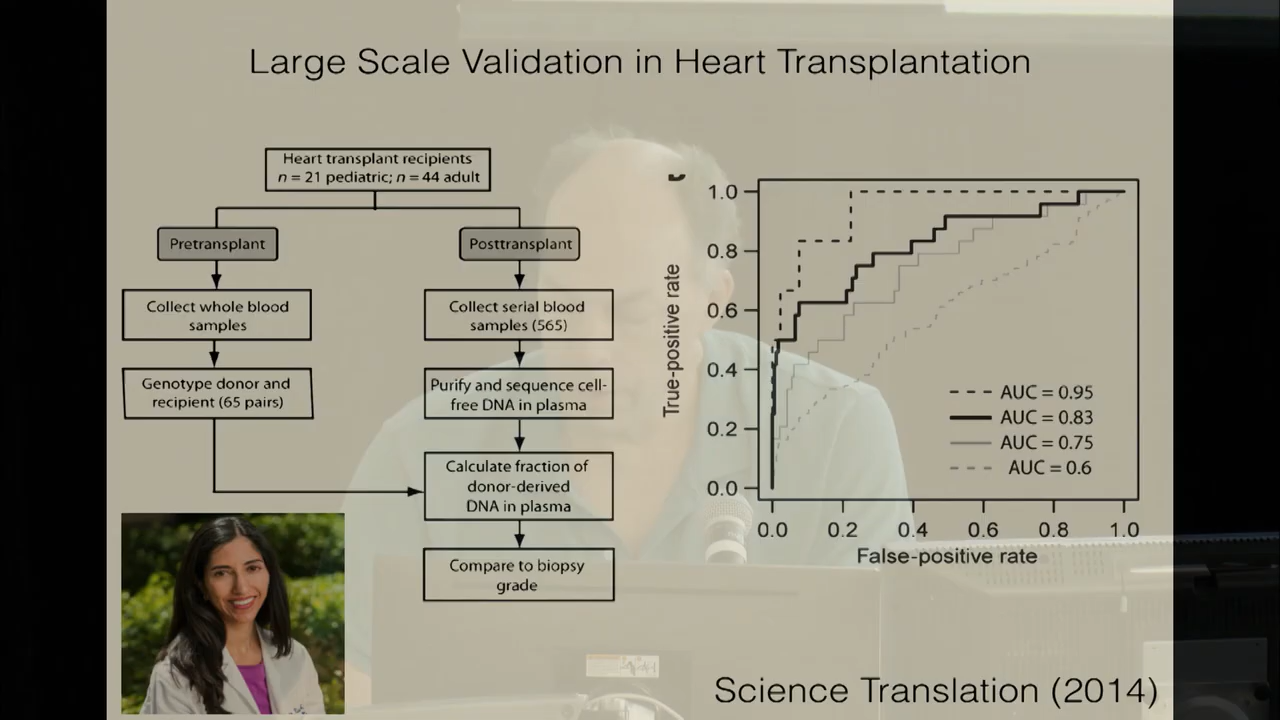 Large Scale Validation in Heart Transplantation
Heart transplant recipients
n = 21 pediatric; n = 44 adult
Pretransplant
Posttransplant
Collect whole blood
samples
Collect serial blood
samples (565)
Genotype donor and
recipient (65 pairs)
Purify and sequence cell-
free DNA in plasma
Calculate fraction of
donor-derived
DNA in plasma
Compare to biopsy
grade
True-positive rate
1.0
0.8
0.6
0.4
0.2
0.0
AUC = 0.95
AUC = 0.83
AUC = 0.75
AUC = 0.6
0.0 0.2 0.4 0.6 0.8 1.0
False-positive rate
Science Translation (2014)